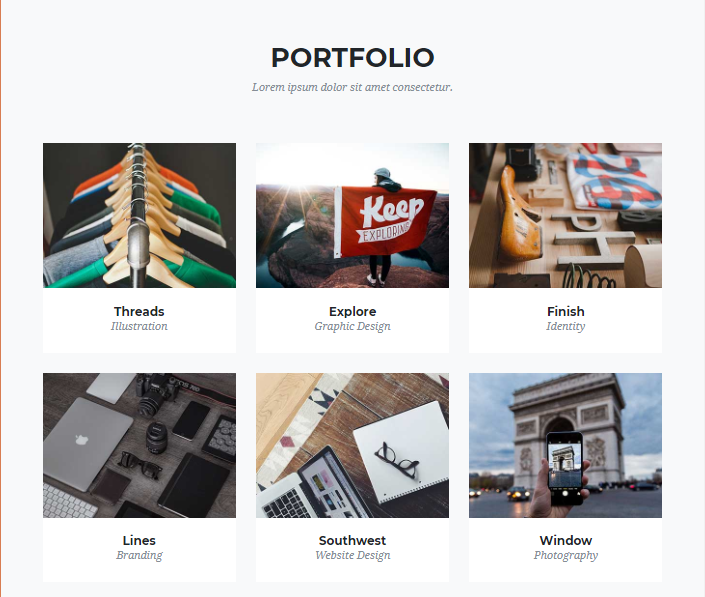 PORTFOLIO
Lorem ipsum dolor sit amet consectetur.
Keep
EXPLORING
Threads
Illustration
Explore
Graphic Design
Finish
Identity
Lines
Branding
Southwest
Website Design
Window
Photography